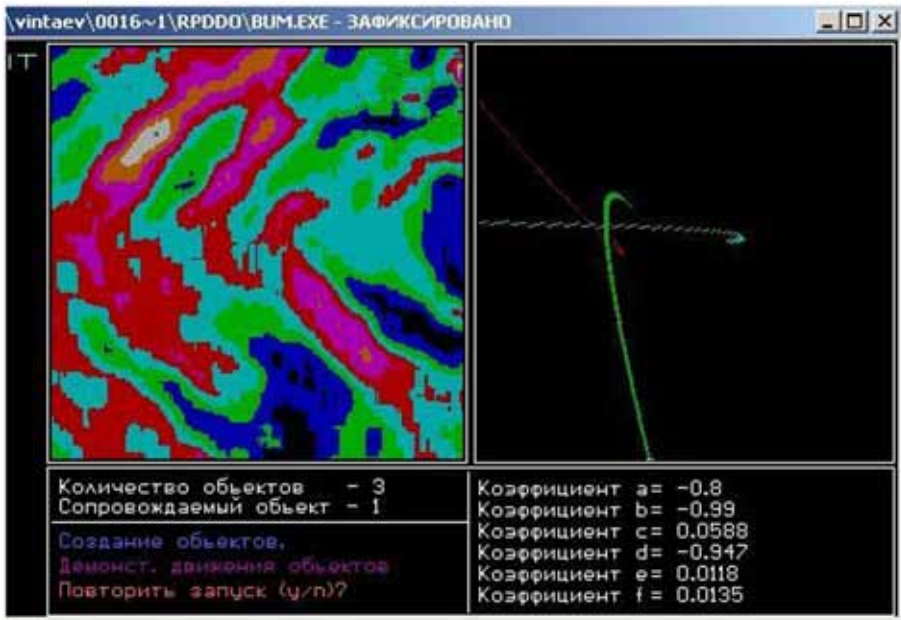 \vintaev\0016~1\RPDDO\BUM.EXE - ЗАФИКСИРОВАНО
Количество обьектов - 3
Сопровождаемый обьект - 1
Создание обьектов.
Демонст. движения обьектов
Повторить запуск (y/n)?
Коэффициент a= -0.8
Коэффициент b= -0.99
Коэффициент c= 0.0588
Коэффициент d= -0.947
Коэффициент e= 0.0118
Коэффициент f= 0.0135